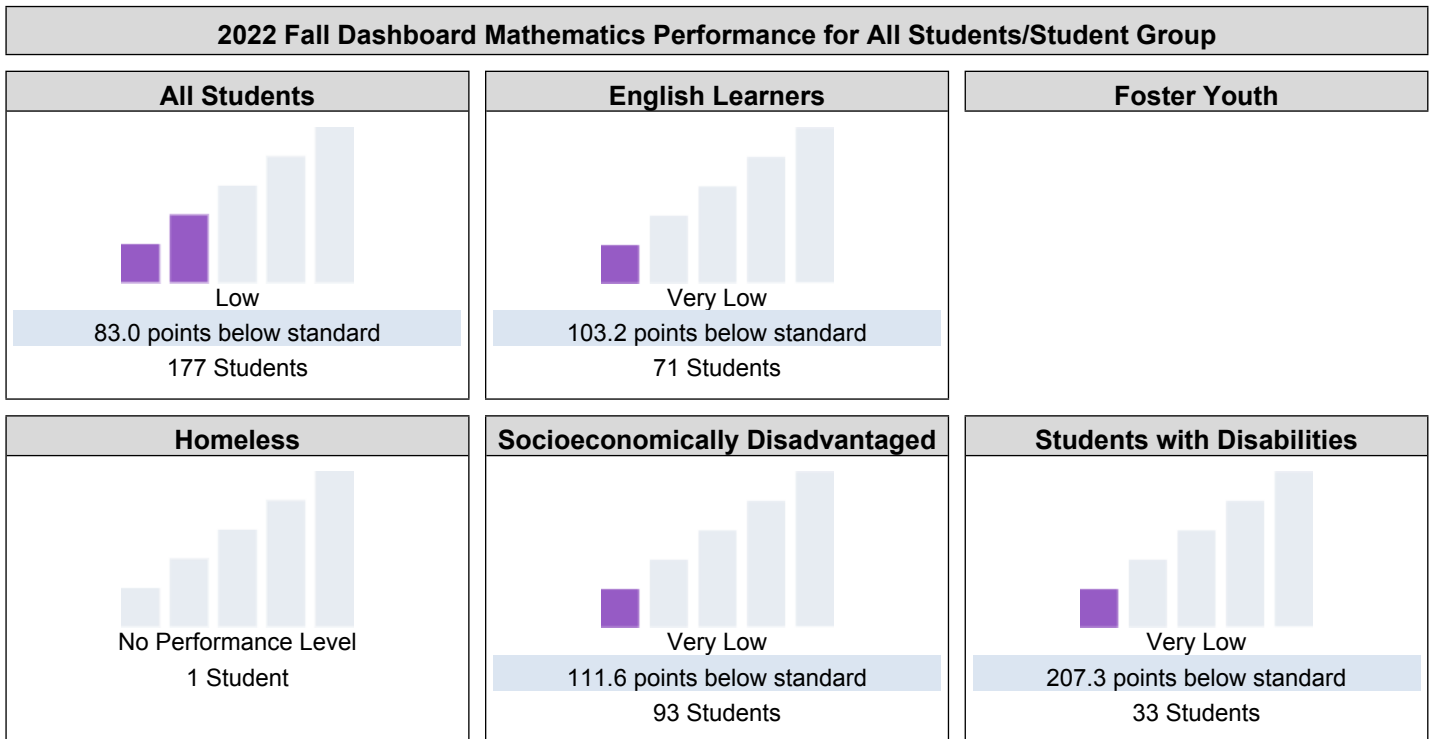 2022 Fall Dashboard Mathematics Performance for All Students/Student Group
All Students
Low
83.0 points below standard
177 Students
English Learners
Very Low
103.2 points below standard
71 Students
Foster Youth
Homeless
No Performance Level
1 Student
Socioeconomically Disadvantaged
Very Low
111.6 points below standard
93 Students
Students with Disabilities
Very Low
207.3 points below standard
33 Students